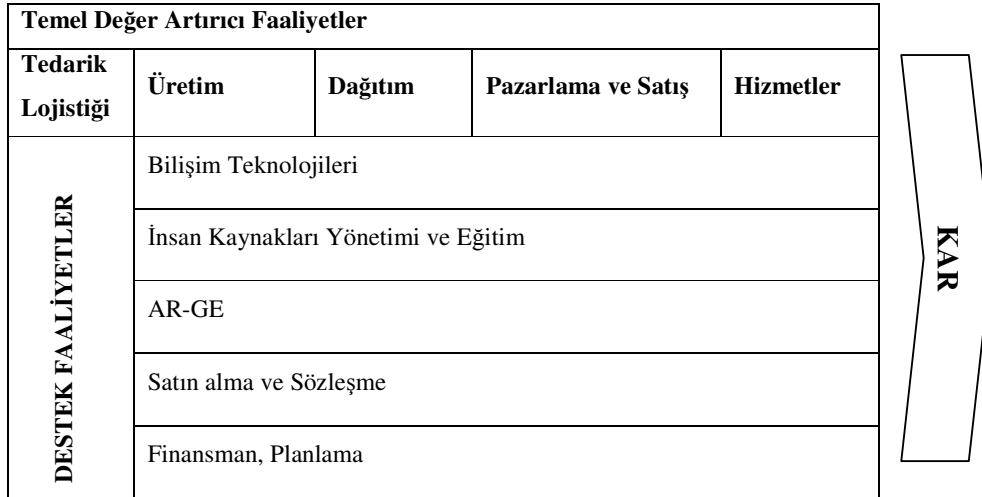 Temel Değer Artırıcı Faaliyetler
Tedarik
Lojistiği
Üretim
Dağıtım
Pazarlama ve Satış
Hizmetler
DESTEK FAALİYETLER
Bilişim Teknolojileri
İnsan Kaynakları Yönetimi ve Eğitim
AR-GE
Satın alma ve Sözleşme
Finansman, Planlama
KAR